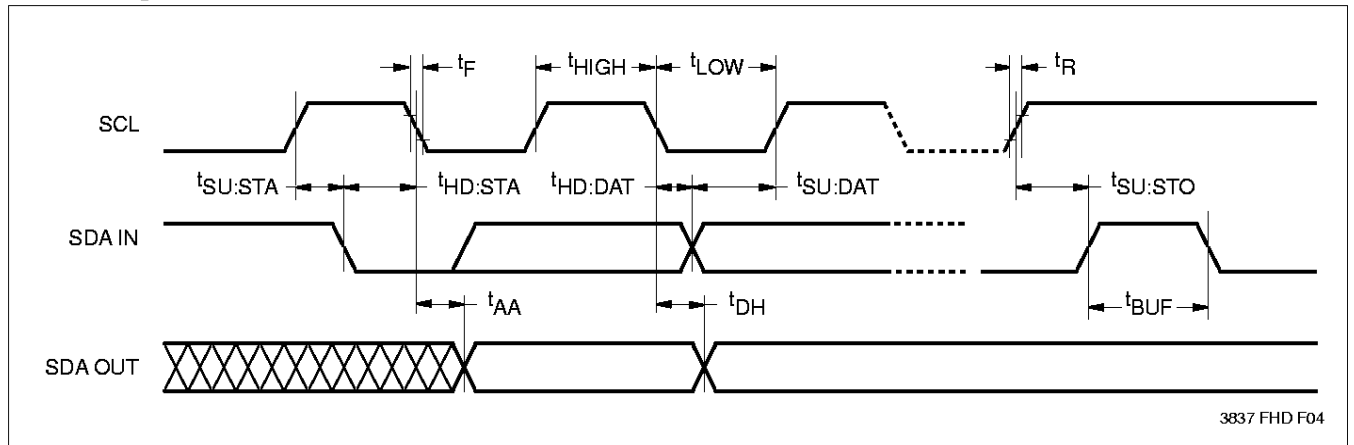 tF
tHIGH
tLOW
tR
SCL
tSU:STA
tHD:STA
tHD:DAT
tSU:DAT
tSU:STO
SDA IN
tAA
tDH
tBUF
SDA OUT
3837 FHD F04